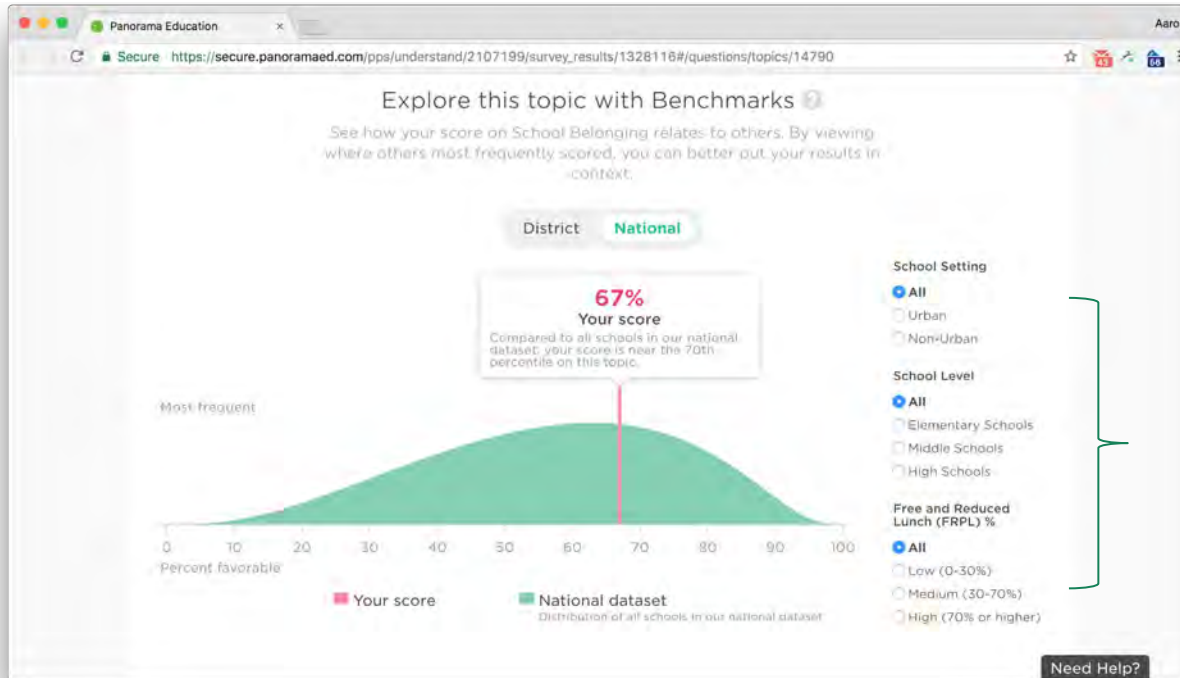 Panorama Education
Aaro
Secure https://secure.panoramaed.com/pps/understand/2107199/survey_results/1328116#/questions/topics/14790
43
66
Explore this topic with Benchmarks ?
See how your score on School Belonging relates to others. By viewing
where others most frequently scored, you can better put your results in
context.
District National
67%
Your score
Compared to all schools in our national
dataset, your score is near the 70th
percentile on this topic.
Most frequent
0 10 20 30 40 50 60 70 80 90 100
Percent favorable
Your score
National dataset
Distribution of all schools in our national dataset
School Setting
All
Urban
Non-Urban
School Level
All
Elementary Schools
Middle Schools
High Schools
Free and Reduced
Lunch (FRPL) %
All
Low (0-30%)
Medium (30-70%)
High (70% or higher)
Need Help?